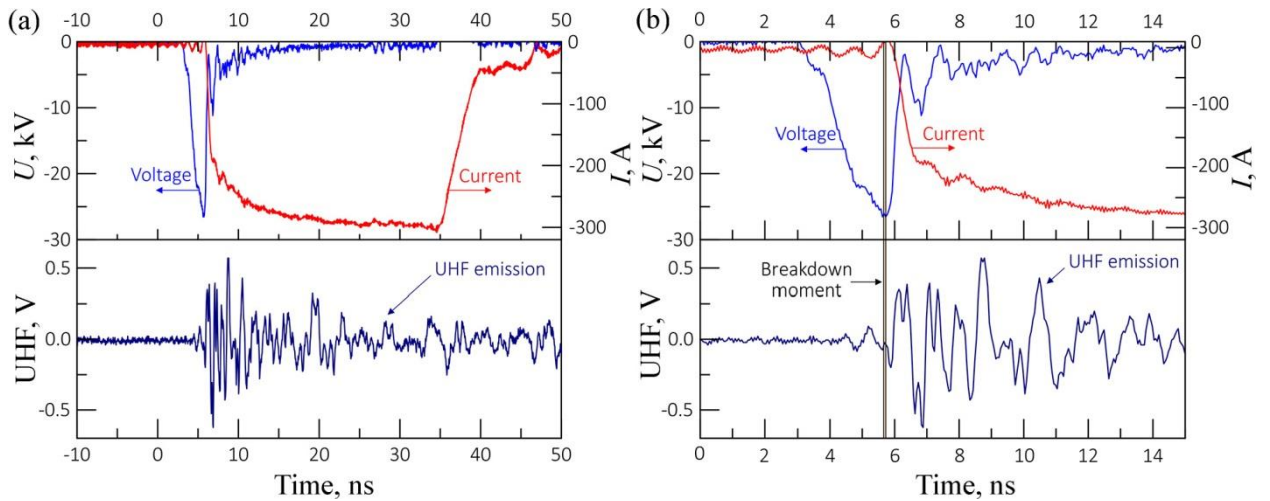 (a)
-10 0 10 20 30 40 50
0
-10
-20
-30
U, kV
0
-100
-200
-300
I, A
Voltage
Current
0.5
0.0
-0.5
UHF, V
UHF emission
-10 0 10 20 30 40 50
Time, ns
(b)
0 2 4 6 8 10 12 14
0
-10
-20
-30
U, kV
0
-100
-200
-300
I, A
Voltage
Current
0.5
0.0
-0.5
UHF, V
Breakdown
moment
UHF emission
0 2 4 6 8 10 12 14
Time, ns